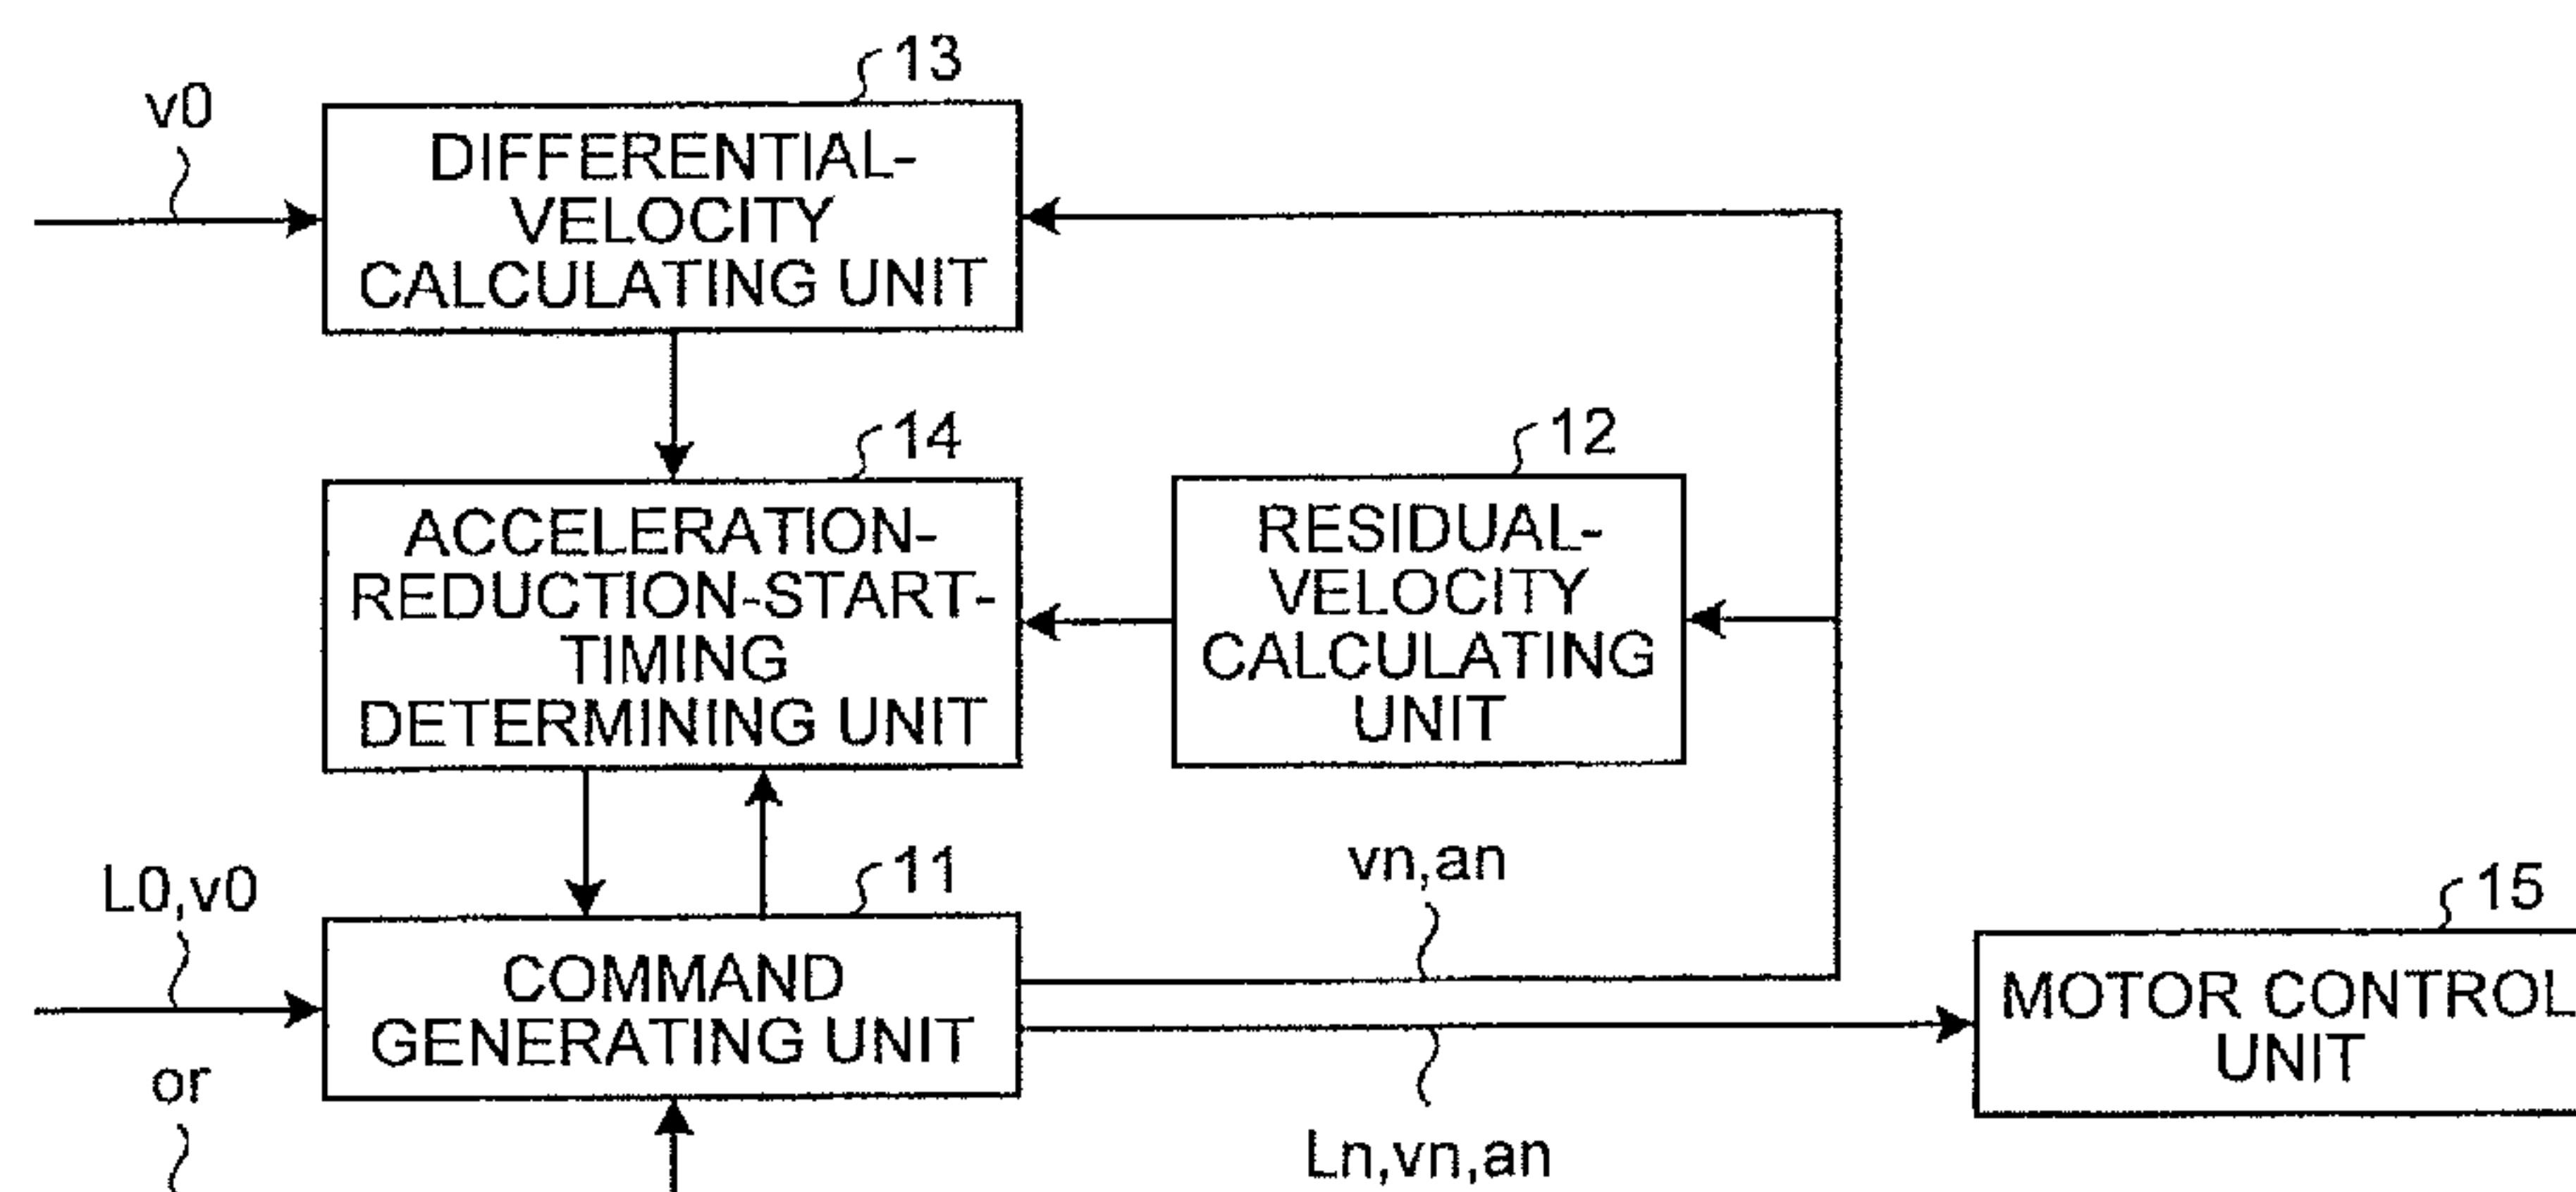 13
v0
DIFFERENTIAL-
VELOCITY
CALCULATING UNIT
14
12
ACCELERATION-
REDUCTION-START-
TIMING
DETERMINING UNIT
RESIDUAL-
VELOCITY
CALCULATING
UNIT
11
vn,an
L0,v0
15
COMMAND
GENERATING UNIT
MOTOR CONTROL
UNIT
or
Ln,vn,an